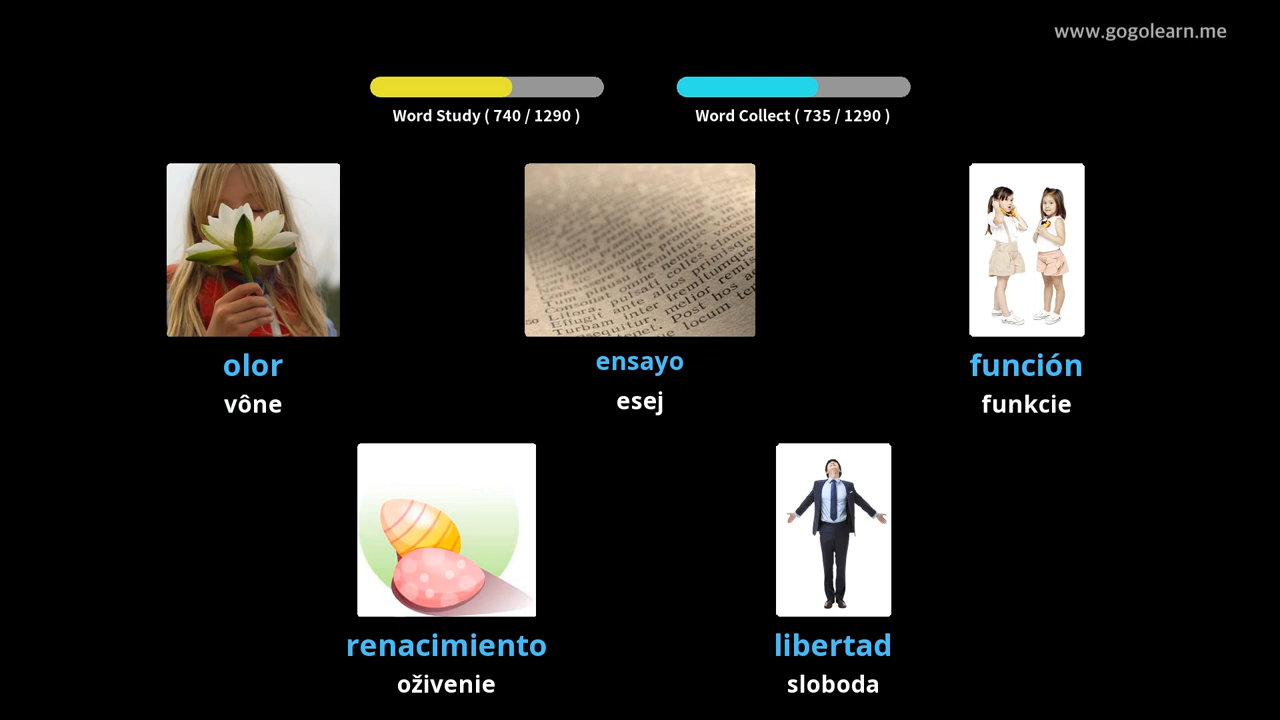 www.gogolearn.me
Word Study ( 740 / 1290 )
Word Collect ( 735 / 1290 )
olor
vône
ensayo
esej
función
funkcie
renacimiento
oživenie
libertad
sloboda